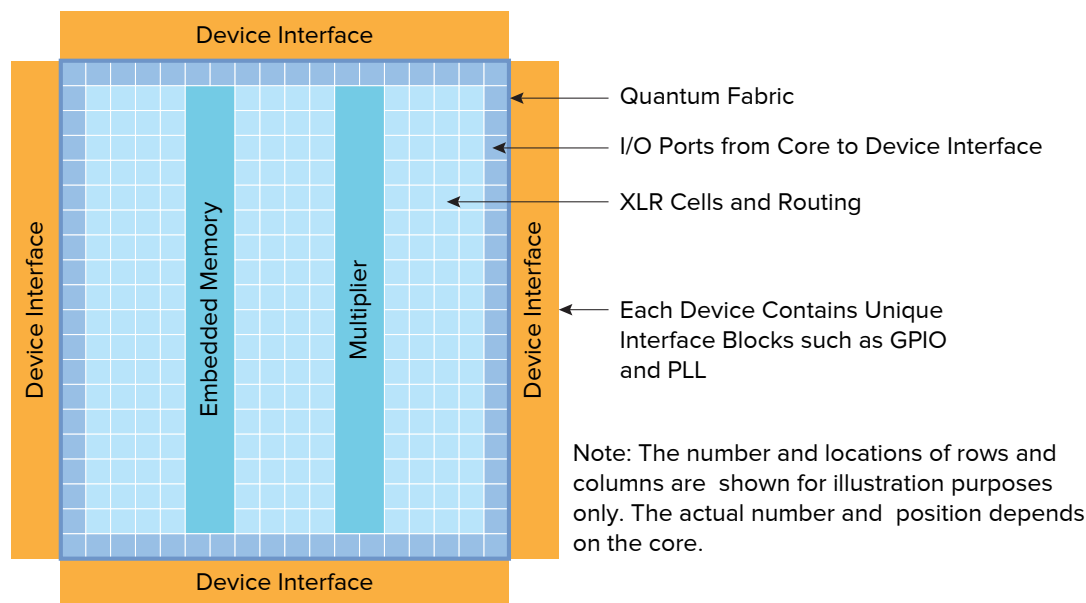 Device Interface
Quantum Fabric
I/O Ports from Core to Device Interface
XLR Cells and Routing
Device Interface
Embedded Memory
Multiplier
Device Interface
Each Device Contains Unique
Interface Blocks such as GPIO
and PLL
Note: The number and locations of rows and
columns are shown for illustration purposes
only. The actual number and position depends
on the core.
Device Interface